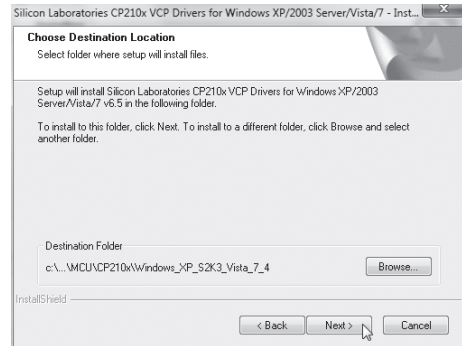 Silicon Laboratories CP210x VCP Drivers for Windows XP/2003 Server/Vista/7 - Inst...
Choose Destination Location
Select folder where setup will install files.
Setup will install Silicon Laboratories CP210x VCP Drivers for Windows XP/2003
Server/Vista/7 v6.5 in the following folder.
To install to this folder, click Next. To install to a different folder, click Browse and select
another folder.
Destination Folder
c:\...\MCU\CP210x\Windows_XP_S2K3_Vista_7_4
Browse...
InstallShield
< Back
Next >
Cancel